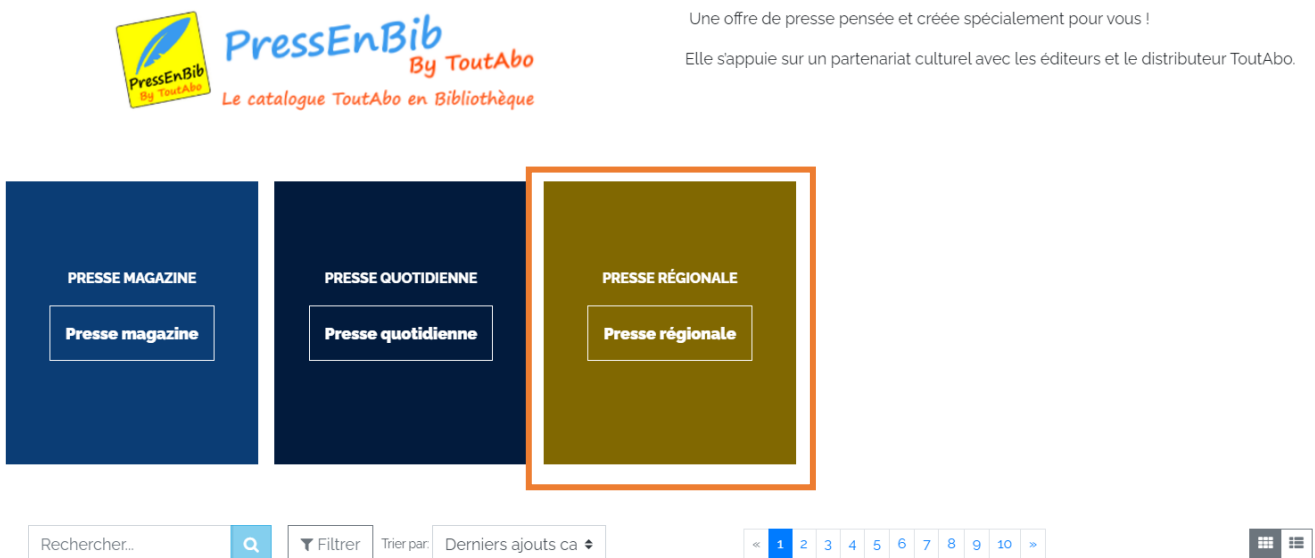 PressEnBib
By ToutAbo
PressEnBib
By ToutAbo
Le catalogue ToutAbo en Bibliothèque
Une offre de presse pensée et créée spécialement pour vous !
Elle s'appuie sur un partenariat culturel avec les éditeurs et le distributeur ToutAbo.
PRESSE MAGAZINE
Presse magazine
PRESSE QUOTIDIENNE
Presse quotidienne
PRESSE RÉGIONALE
Presse régionale
Rechercher... Filtrer Trier par: Derniers ajouts ca « 1 2 3 4 5 6 7 8 9 10 »